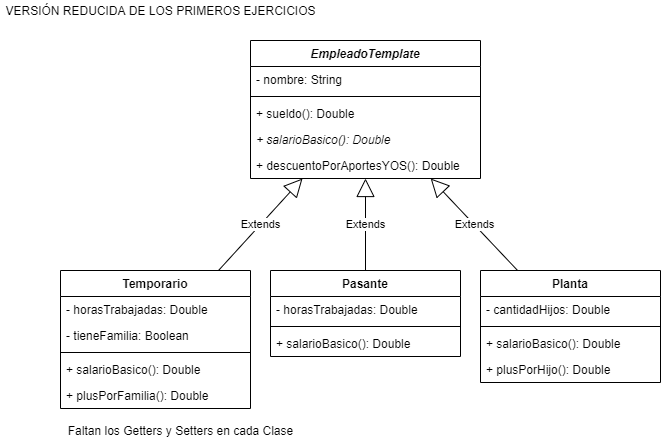 VERSIÓN REDUCIDA DE LOS PRIMEROS EJERCICIOS
EmpleadoTemplate
- nombre: String
+ sueldo(): Double
+ salarioBasico(): Double
+ descuentoPorAportesYOS(): Double
Extends
Extends
Extends
Temporario
- horasTrabajadas: Double
- tieneFamilia: Boolean
+ salarioBasico(): Double
+ plusPorFamilia(): Double
Pasante
- horasTrabajadas: Double
+ salarioBasico(): Double
Planta
- cantidadHijos: Double
+ salarioBasico(): Double
+ plusPorHijo(): Double
Faltan los Getters y Setters en cada Clase